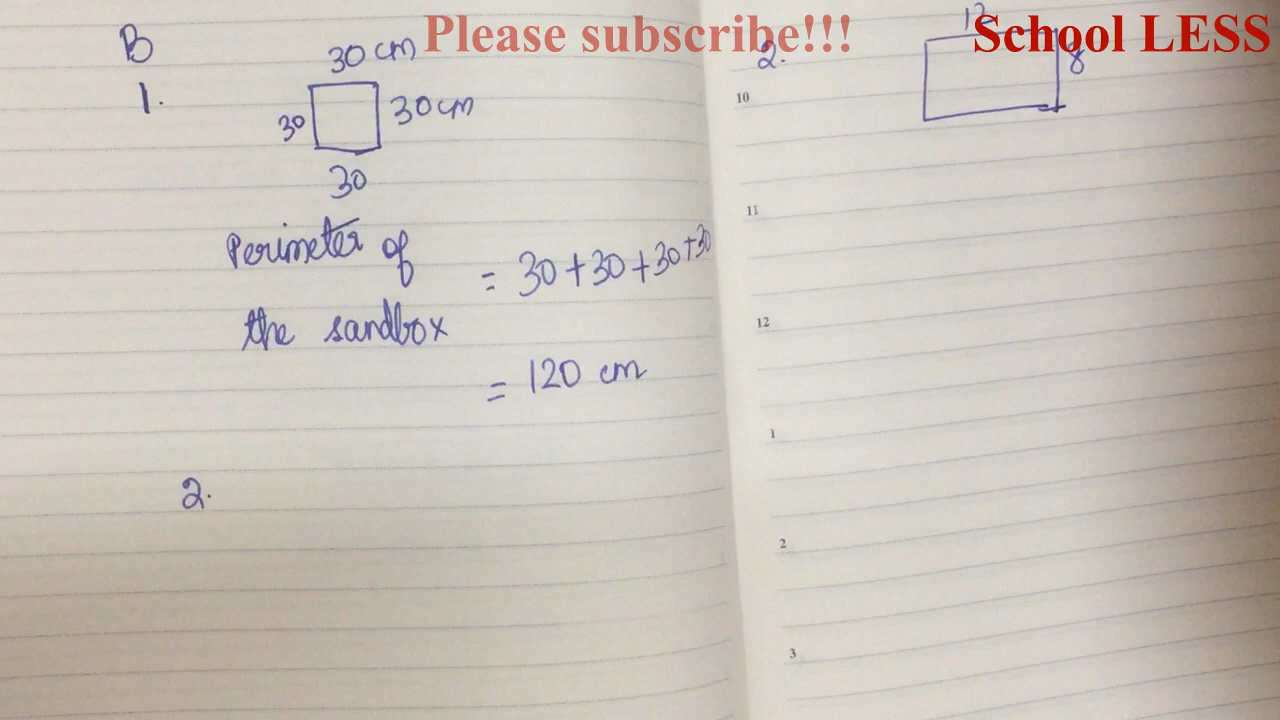 Please subscribe!!!
School LESS
B
1.
30 cm
30
30 cm
30
Perimeter of
the sandbox
= 30 + 30 + 30 + 30
= 120 cm
2.
2.
12
8
10
11
12
1
2
3